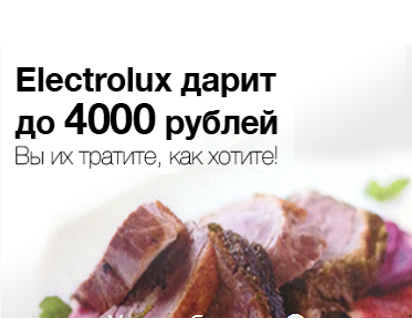 Electrolux дарит
до 4000 рублей
Вы их тратите, как хотите!